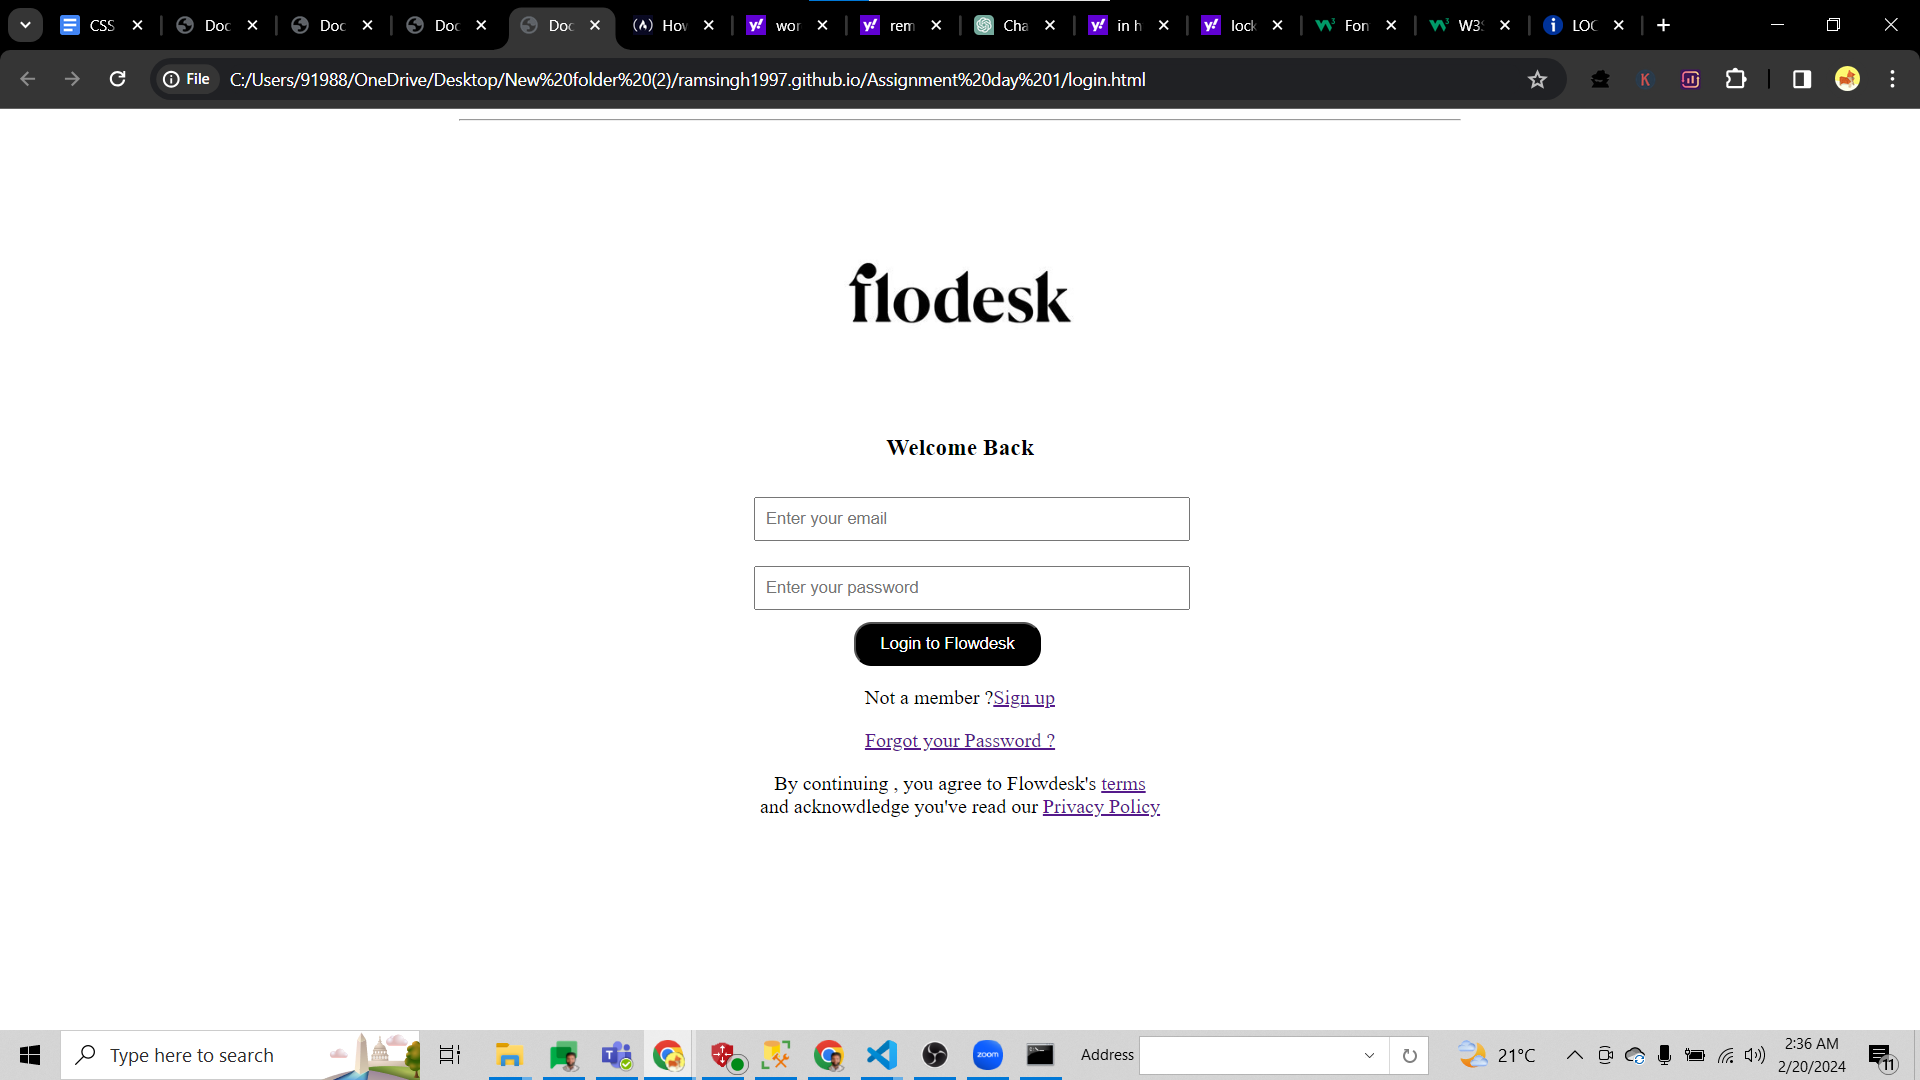 CSS
Doc
Doc
Doc
Doc
How
wor
rem
Cha
in h
lock
Fon
W3S
LOC
File
C:/Users/91988/OneDrive/Desktop/New%20folder%20(2)/ramsingh1997.github.io/Assignment%20day%201/login.html
K
flodesk
Welcome Back
Enter your email
Enter your password
Login to Flowdesk
Not a member ?Sign up
Forgot your Password ?
By continuing , you agree to Flowdesk's terms
and acknowdledge you've read our Privacy Policy
Type here to search
zoom
Address
21°C
2:36 AM
2/20/2024
11